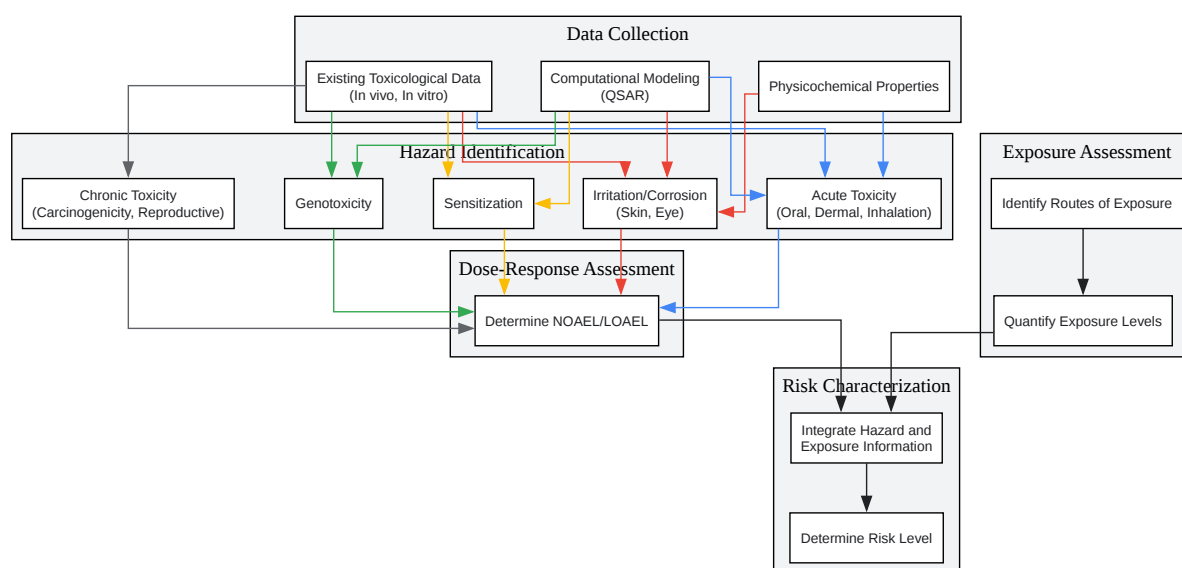 Data Collection
Existing Toxicological Data
(In vivo, In vitro)
Computational Modeling
(QSAR)
Physicochemical Properties
Hazard Identification
Chronic Toxicity
(Carcinogenicity, Reproductive)
Genotoxicity
Sensitization
Irritation/Corrosion
(Skin, Eye)
Acute Toxicity
(Oral, Dermal, Inhalation)
Exposure Assessment
Identify Routes of Exposure
Quantify Exposure Levels
Dose-Response Assessment
Determine NOAEL/LOAEL
Risk Characterization
Integrate Hazard and
Exposure Information
Determine Risk Level